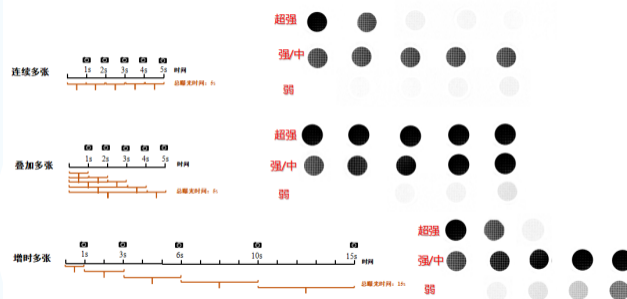 超强
强/中
弱
连续多张
1s 2s 3s 4s 5s 时间
总曝光时间: 5s
超强
强/中
弱
叠加多张
1s 2s 3s 4s 5s 时间
总曝光时间: 5s
超强
强/中
弱
增时多张
1s 3s 6s 10s 15s 时间
总曝光时间: 15s